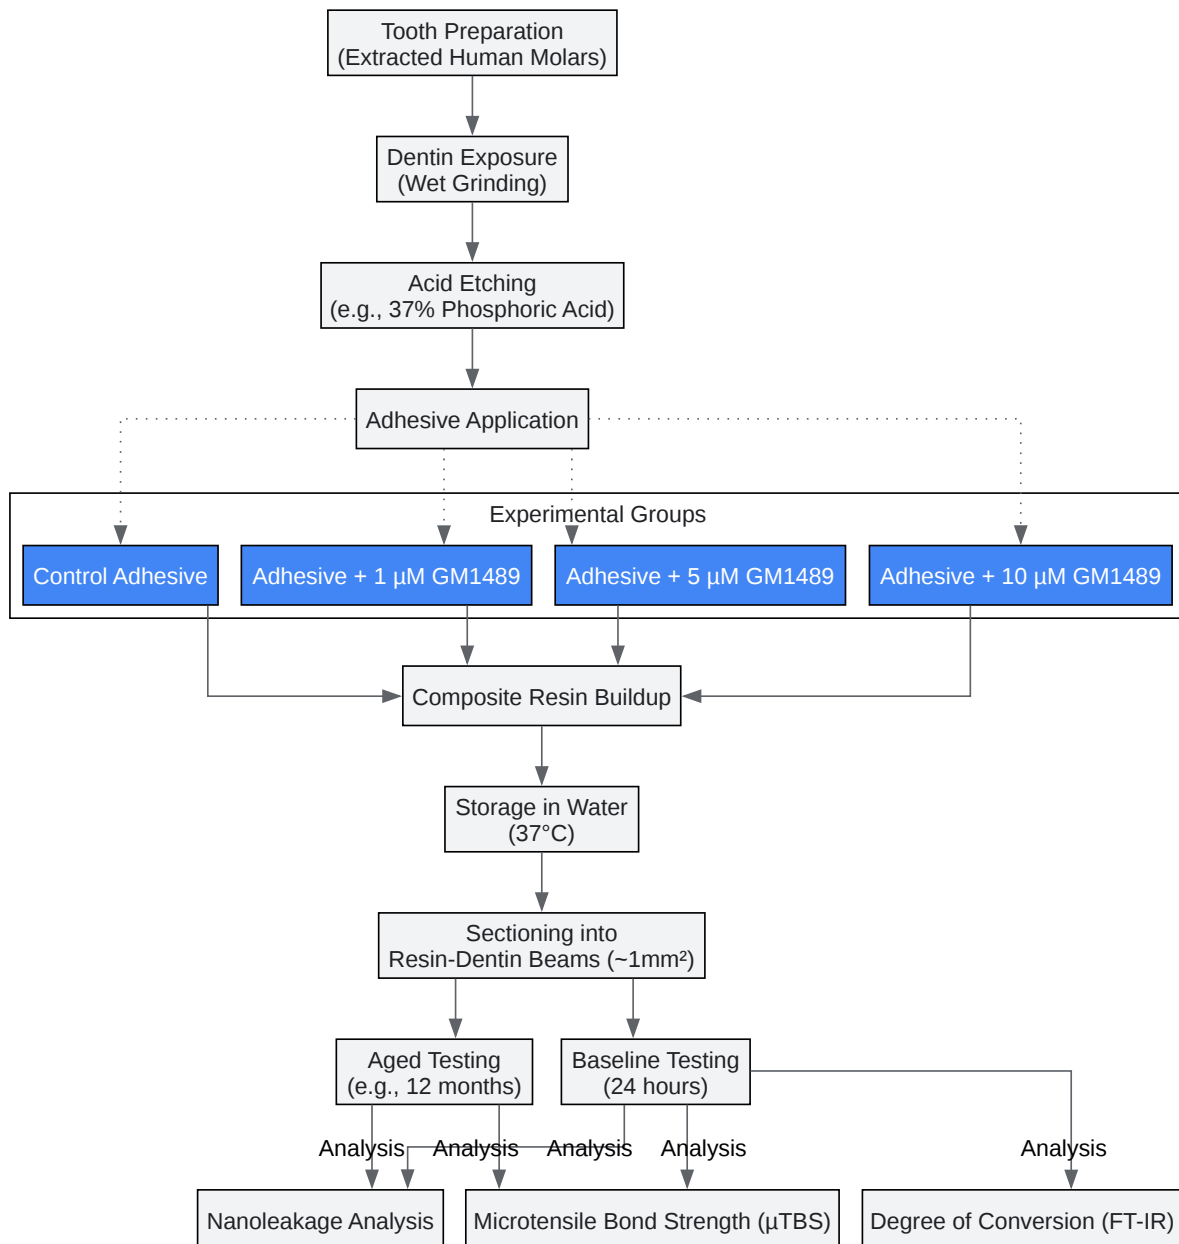 Tooth Preparation
(Extracted Human Molars)
Dentin Exposure
(Wet Grinding)
Acid Etching
(e.g., 37% Phosphoric Acid)
Adhesive Application
Experimental Groups
Control Adhesive
Adhesive + 1 µM GM1489
Adhesive + 5 µM GM1489
Adhesive + 10 µM GM1489
Composite Resin Buildup
Storage in Water
(37°C)
Sectioning into
Resin-Dentin Beams (~1mm²)
Aged Testing
(e.g., 12 months)
Baseline Testing
(24 hours)
Analysis
Analysis
Analysis
Analysis
Analysis
Nanoleakage Analysis
Microtensile Bond Strength (µTBS)
Degree of Conversion (FT-IR)